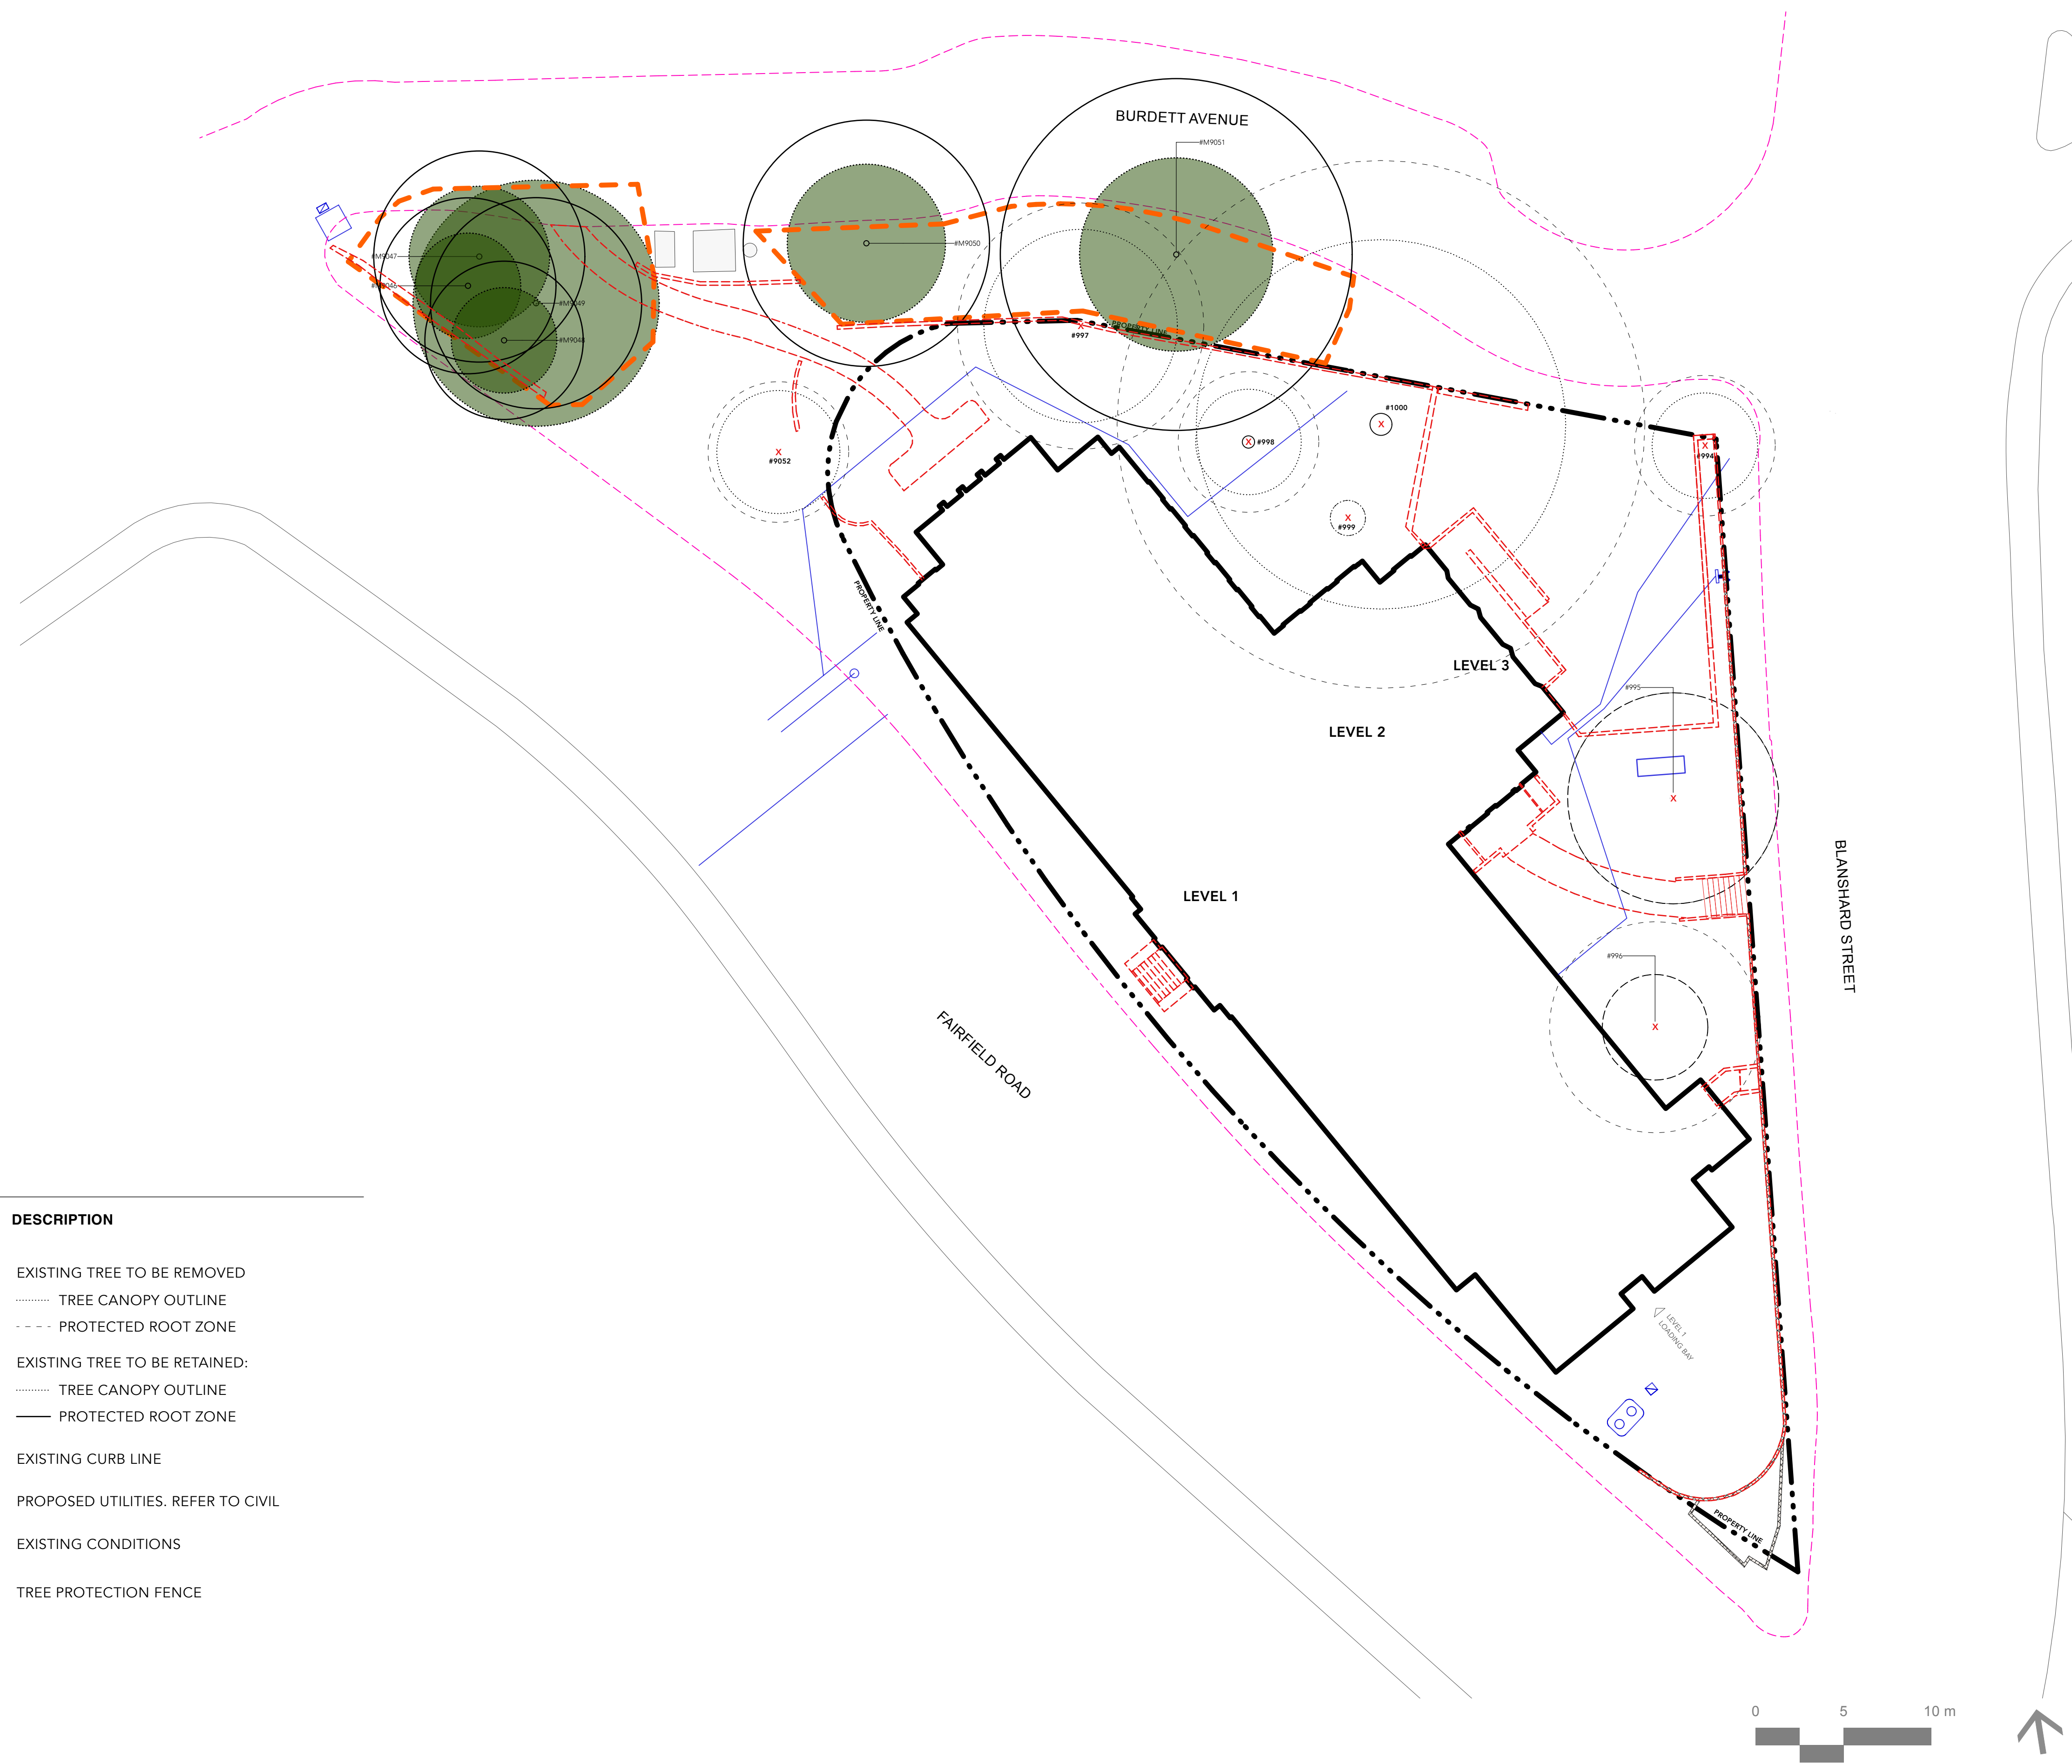 BURDETT AVENUE
#M9051
#M9050
#M9047
#M9046
#M9049
#M9048
PROPERTY LINE
#997
#1000
#998
#994
#9052
#999
PROPERTY LINE
LEVEL 3
#995
LEVEL 2
BLANSHARD STREET
LEVEL 1
#996
FAIRFIELD ROAD
DESCRIPTION
EXISTING TREE TO BE REMOVED
TREE CANOPY OUTLINE
PROTECTED ROOT ZONE
EXISTING TREE TO BE RETAINED:
TREE CANOPY OUTLINE
PROTECTED ROOT ZONE
EXISTING CURB LINE
PROPOSED UTILITIES. REFER TO CIVIL
EXISTING CONDITIONS
TREE PROTECTION FENCE
LEVEL 1
LOADING BAY
PROPERTY LINE
0 5 10 m